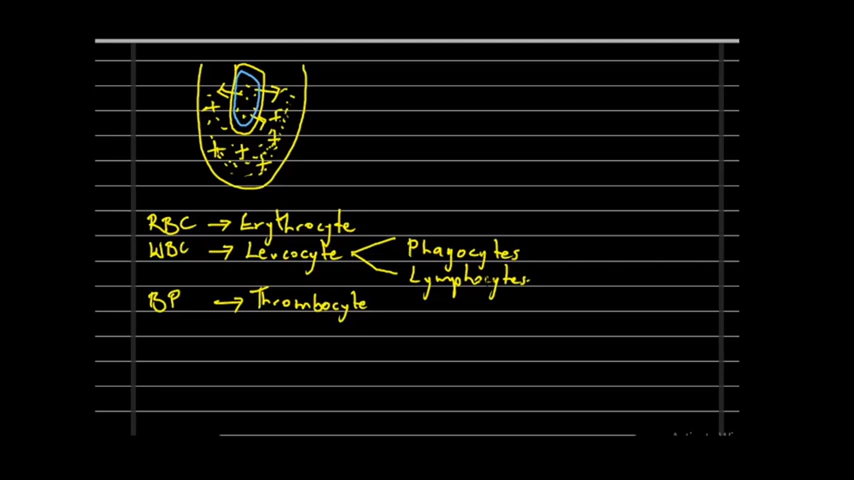 RBC → Erythrocyte
WBC → Leucocyte Phagocytes
Lymphocytes
BP → Thrombocyte